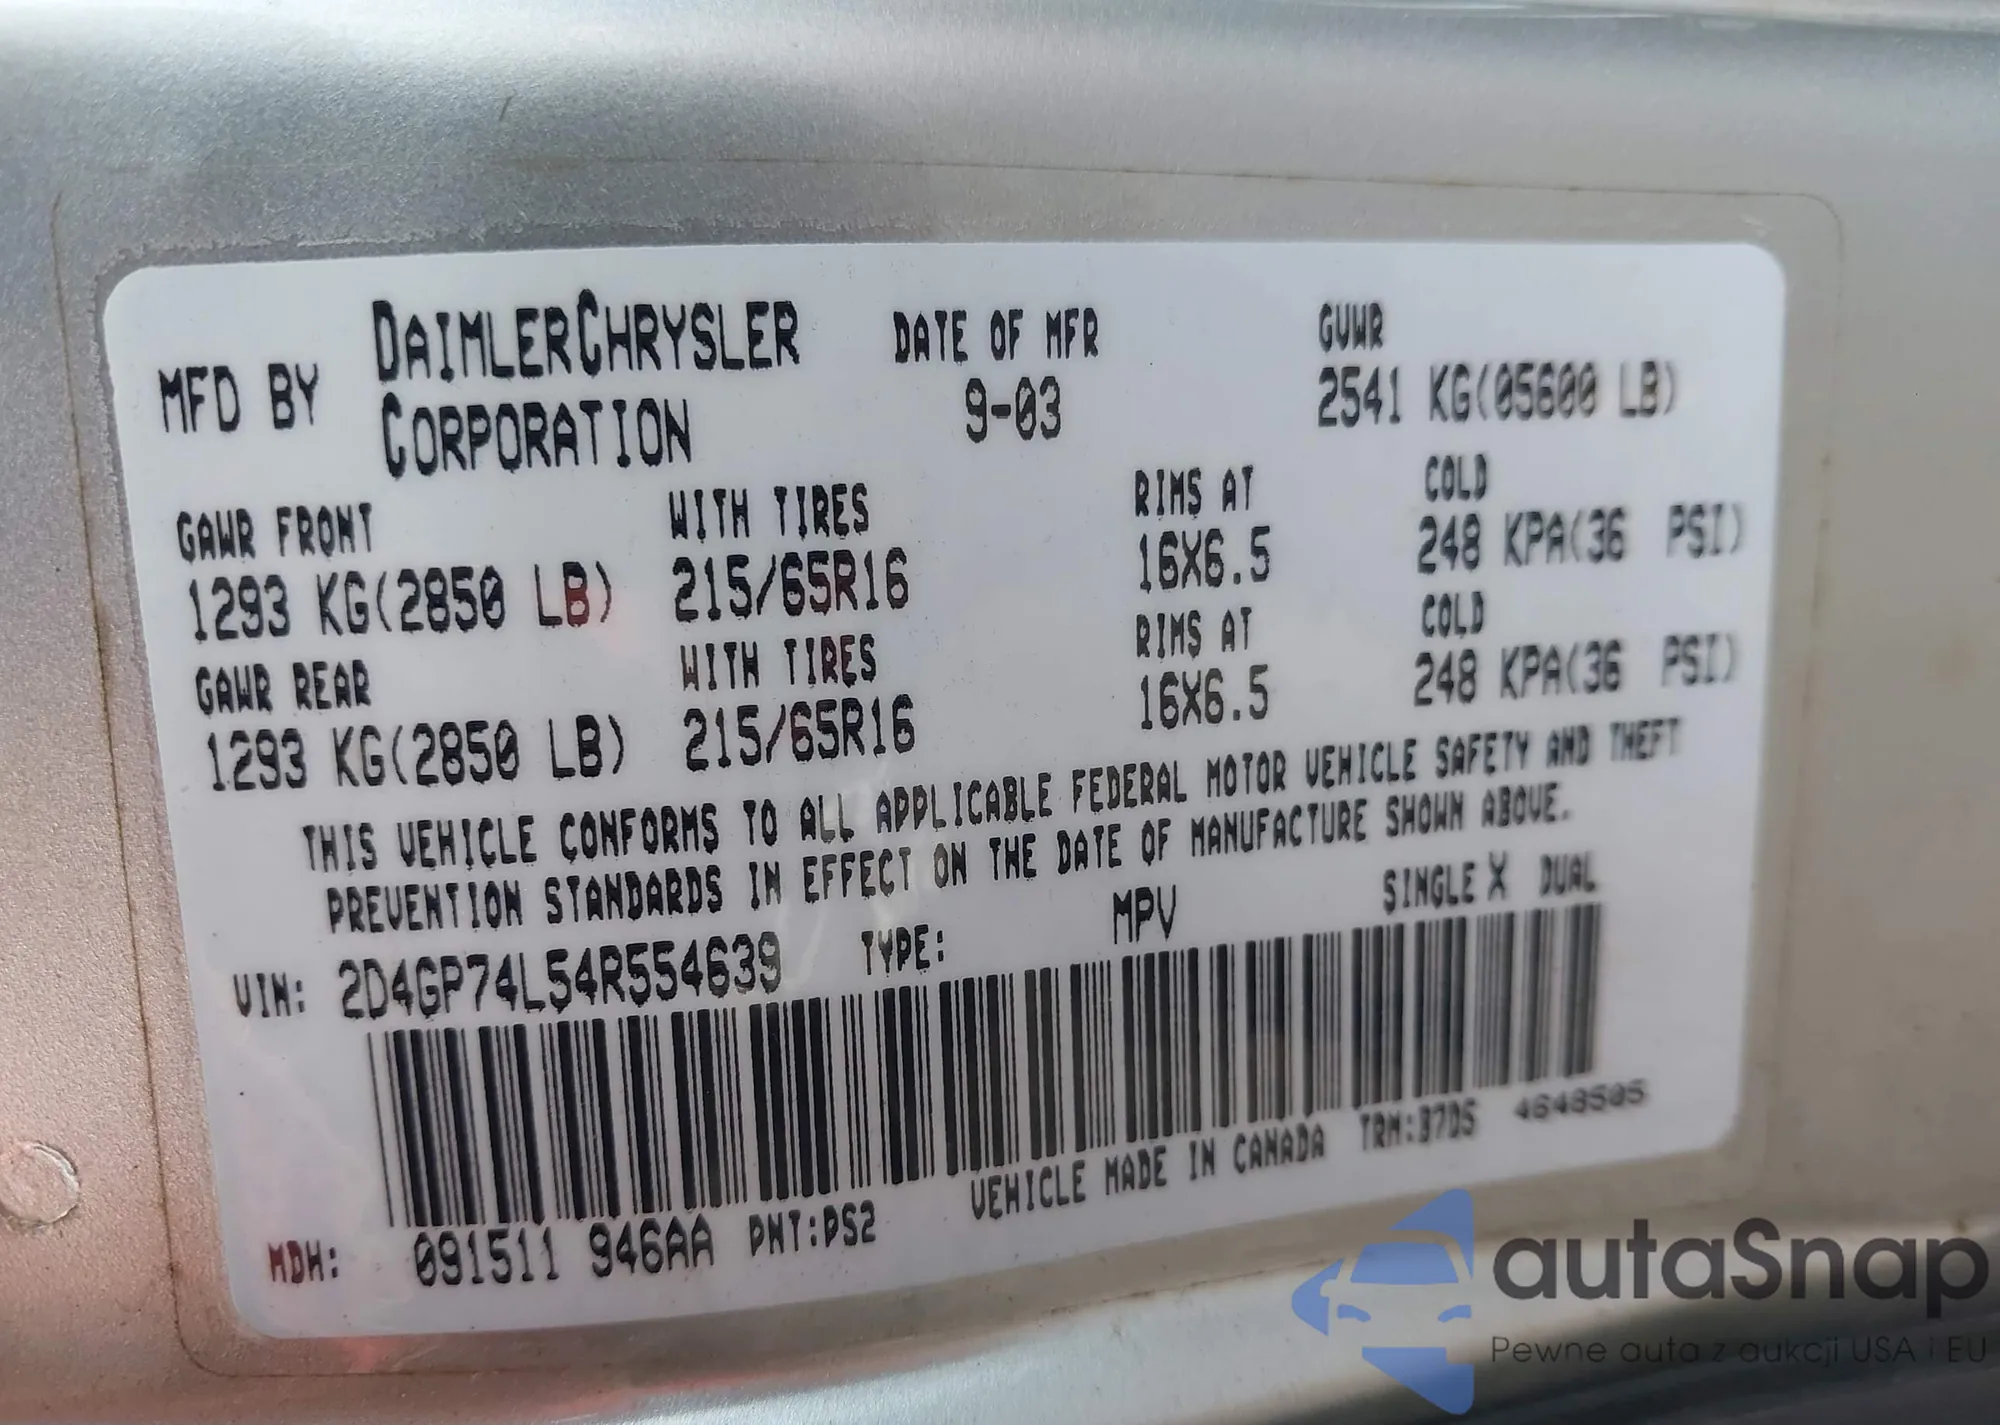 MFD BY DAIMLERCHRYSLER CORPORATION
DATE OF MFR 9-03
GVWR 2541 KG(05600 LB)
GAWR FRONT WITH TIRES RIMS AT COLD
1293 KG(2850 LB) 215/65R16 16X6.5 248 KPA(36 PSI)
GAWR REAR WITH TIRES RIMS AT COLD
1293 KG(2850 LB) 215/65R16 16X6.5 248 KPA(36 PSI)
THIS VEHICLE CONFORMS TO ALL APPLICABLE FEDERAL MOTOR VEHICLE SAFETY AND THEFT
PREVENTION STANDARDS IN EFFECT ON THE DATE OF MANUFACTURE SHOWN ABOVE.
VIN: 2D4GP74L54R554639 TYPE: MPV SINGLE X DUAL
MDH: 091511 946AA PNT:PS2 VEHICLE MADE IN CANADA TRM:B7DS 4648505
autaSnap
Pewne auta z aukcji USA i EU